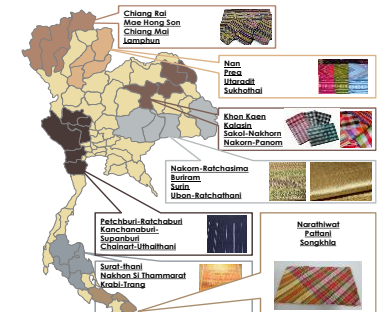 Chiang Rai
Mae Hong Son
Chiang Mai
Lamphun
Nan
Prea
Utaradit
Sukhothai
Khon Kaen
Kalasin
Sakol-Nakhorn
Nakorn-Panom
Nakorn-Ratchasima
Buriram
Surin
Ubon-Ratchathani
Petchburi-Ratchaburi
Kanchanaburi-
Supanburi
Chainart-Uthaithani
Surat-thani
Nakhon Si Thammarat
Krabi-Trang
Narathiwat
Pattani
Songkhla